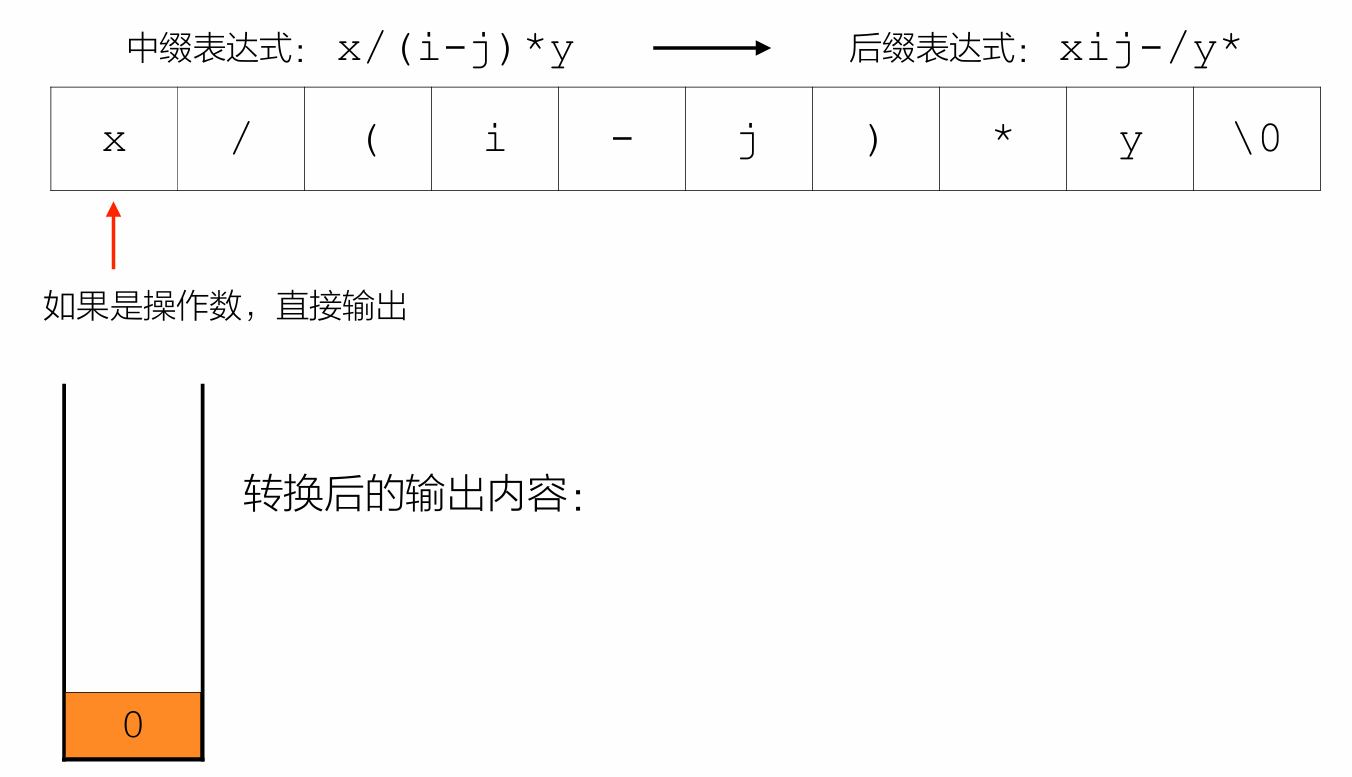 中缀表达式： x/(i-j)*y 后缀表达式： xij-/y*
x / ( i - j ) * y \0
如果是操作数，直接输出
转换后的输出内容：
0